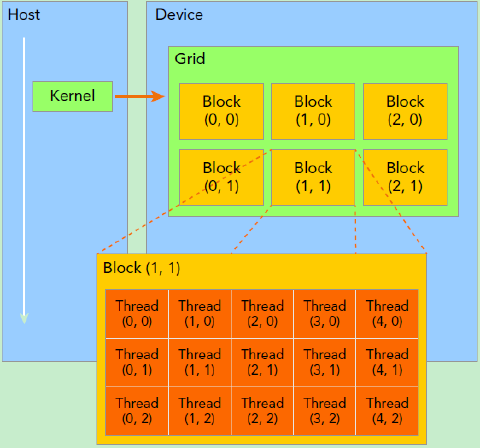 Host
Device
Grid
Kernel
Block
(0, 0)
Block
(1, 0)
Block
(2, 0)
Block
(0, 1)
Block
(1, 1)
Block
(2, 1)
Block (1, 1)
Thread
(0, 0)
Thread
(1, 0)
Thread
(2, 0)
Thread
(3, 0)
Thread
(4, 0)
Thread
(0, 1)
Thread
(1, 1)
Thread
(2, 1)
Thread
(3, 1)
Thread
(4, 1)
Thread
(0, 2)
Thread
(1, 2)
Thread
(2, 2)
Thread
(3, 2)
Thread
(4, 2)